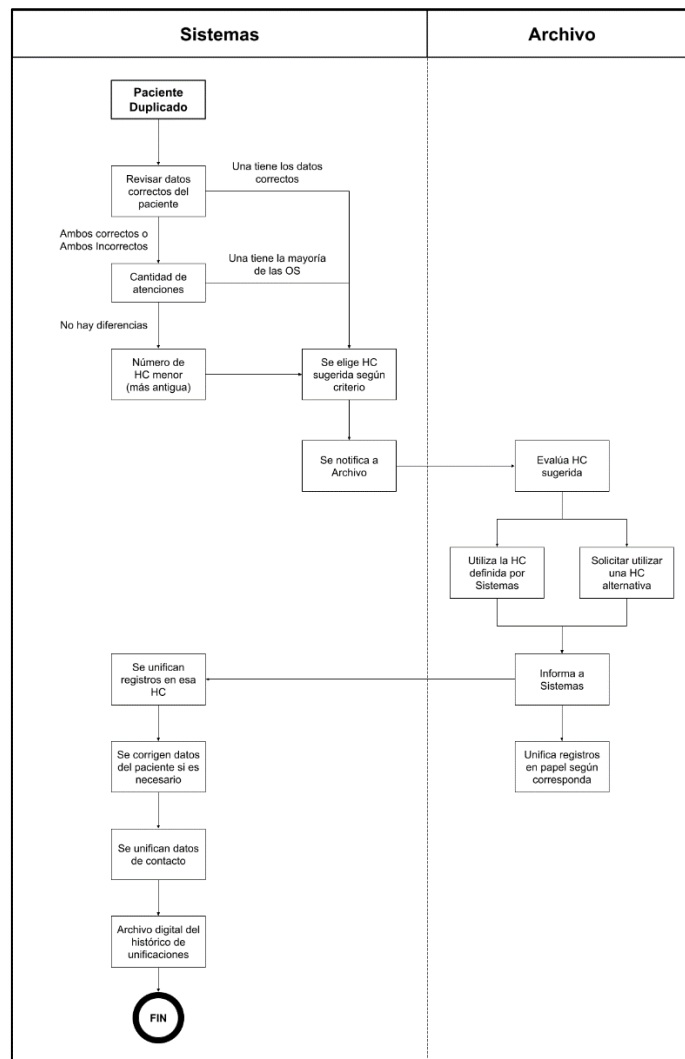 Sistemas
Archivo
Paciente
Duplicado
Revisar datos
correctos del
paciente
Una tiene los datos
correctos
Ambos correctos o
Ambos Incorrectos
Cantidad de
atenciones
Una tiene la mayoría
de las OS
No hay diferencias
Número de
HC menor
(más antigua)
Se elige HC
sugerida según
criterio
Se notifica a
Archivo
Evalúa HC
sugerida
Utiliza la HC
definida por
Sistemas
Solicitar utilizar
una HC
alternativa
Informa a
Sistemas
Se unifican
registros en esa
HC
Unifica registros
en papel según
corresponda
Se corrigen datos
del paciente si es
necesario
Se unifican datos
de contacto
Archivo digital del
histórico de
unificaciones
FIN